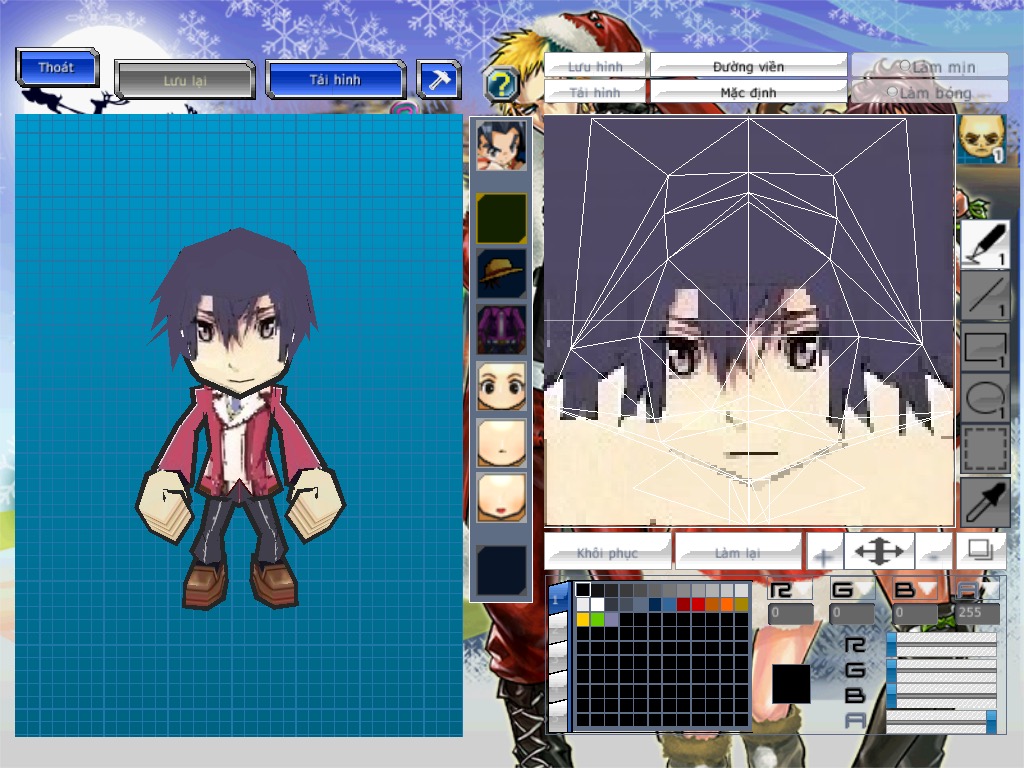 Thoát
Lưu lại
Tải hình
?
Lưu hình
Đường viền
Làm mịn
Tải hình
Mặc định
Làm bóng
1
1
1
1
1
Khôi phục
Làm lại
+
-
1
R G B A
0 0 0 255
R
G
B
A